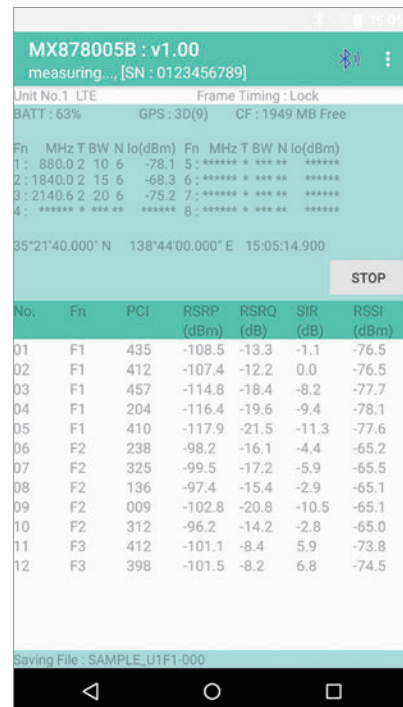 15:05
MX878005B : v1.00
measuring..., [SN : 0123456789]
Unit No.1 LTE Frame Timing : Lock
BATT : 63% GPS : 3D(9) CF : 1949 MB Free
Fn MHz T BW N Io(dBm) Fn MHz T BW N Io(dBm)
1 : 880.0 2 10 6 -78.1 5 : ****** * *** ** ******
2 : 1840.0 2 15 6 -68.3 6 : ****** * *** ** ******
3 : 2140.6 2 20 6 -75.2 7 : ****** * *** ** ******
4 : ****** * *** ** ****** 8 : ****** * *** ** ******
35°21'40.000" N 138°44'00.000" E 15:05:14.900
STOP
No. Fn PCI RSRP RSRQ SIR RSSI
(dBm) (dB) (dB) (dBm)
01 F1 435 -108.5 -13.3 -1.1 -76.5
02 F1 412 -107.4 -12.2 0.0 -76.5
03 F1 457 -114.8 -18.4 -8.2 -77.7
04 F1 204 -116.4 -19.6 -9.4 -78.1
05 F1 410 -117.9 -21.5 -11.3 -77.6
06 F2 238 -98.2 -16.1 -4.4 -65.2
07 F2 325 -99.5 -17.2 -5.9 -65.5
08 F2 136 -97.4 -15.4 -2.9 -65.1
09 F2 009 -102.8 -20.8 -10.5 -65.1
10 F2 312 -96.2 -14.2 -2.8 -65.0
11 F3 412 -101.1 -8.4 5.9 -73.8
12 F3 398 -101.5 -8.2 6.8 -74.5
Saving File : SAMPLE_U1F1-000